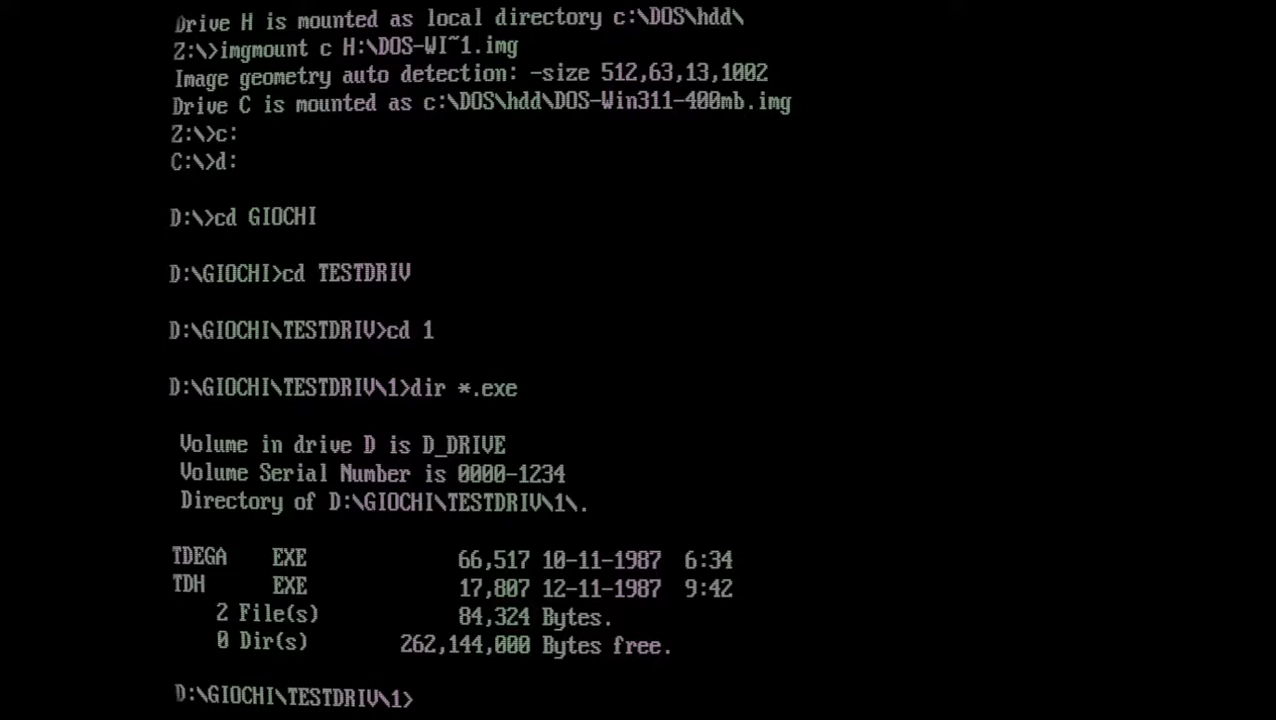 Drive H is mounted as local directory c:\DOS\hdd\
Z:\>imgmount c H:\DOS-WI~1.img
Image geometry auto detection: -size 512,63,13,1002
Drive C is mounted as c:\DOS\hdd\DOS-Win311-400mb.img
Z:\>c:
C:\>d:
D:\>cd GIOCHI
D:\GIOCHI>cd TESTDRIV
D:\GIOCHI\TESTDRIV>cd 1
D:\GIOCHI\TESTDRIV\1>dir *.exe
Volume in drive D is D_DRIVE
Volume Serial Number is 0000-1234
Directory of D:\GIOCHI\TESTDRIV\1\.
TDEGA EXE 66,517 10-11-1987 6:34
TDH EXE 17,807 12-11-1987 9:42
2 File(s) 84,324 Bytes.
0 Dir(s) 262,144,000 Bytes free.
D:\GIOCHI\TESTDRIV\1>